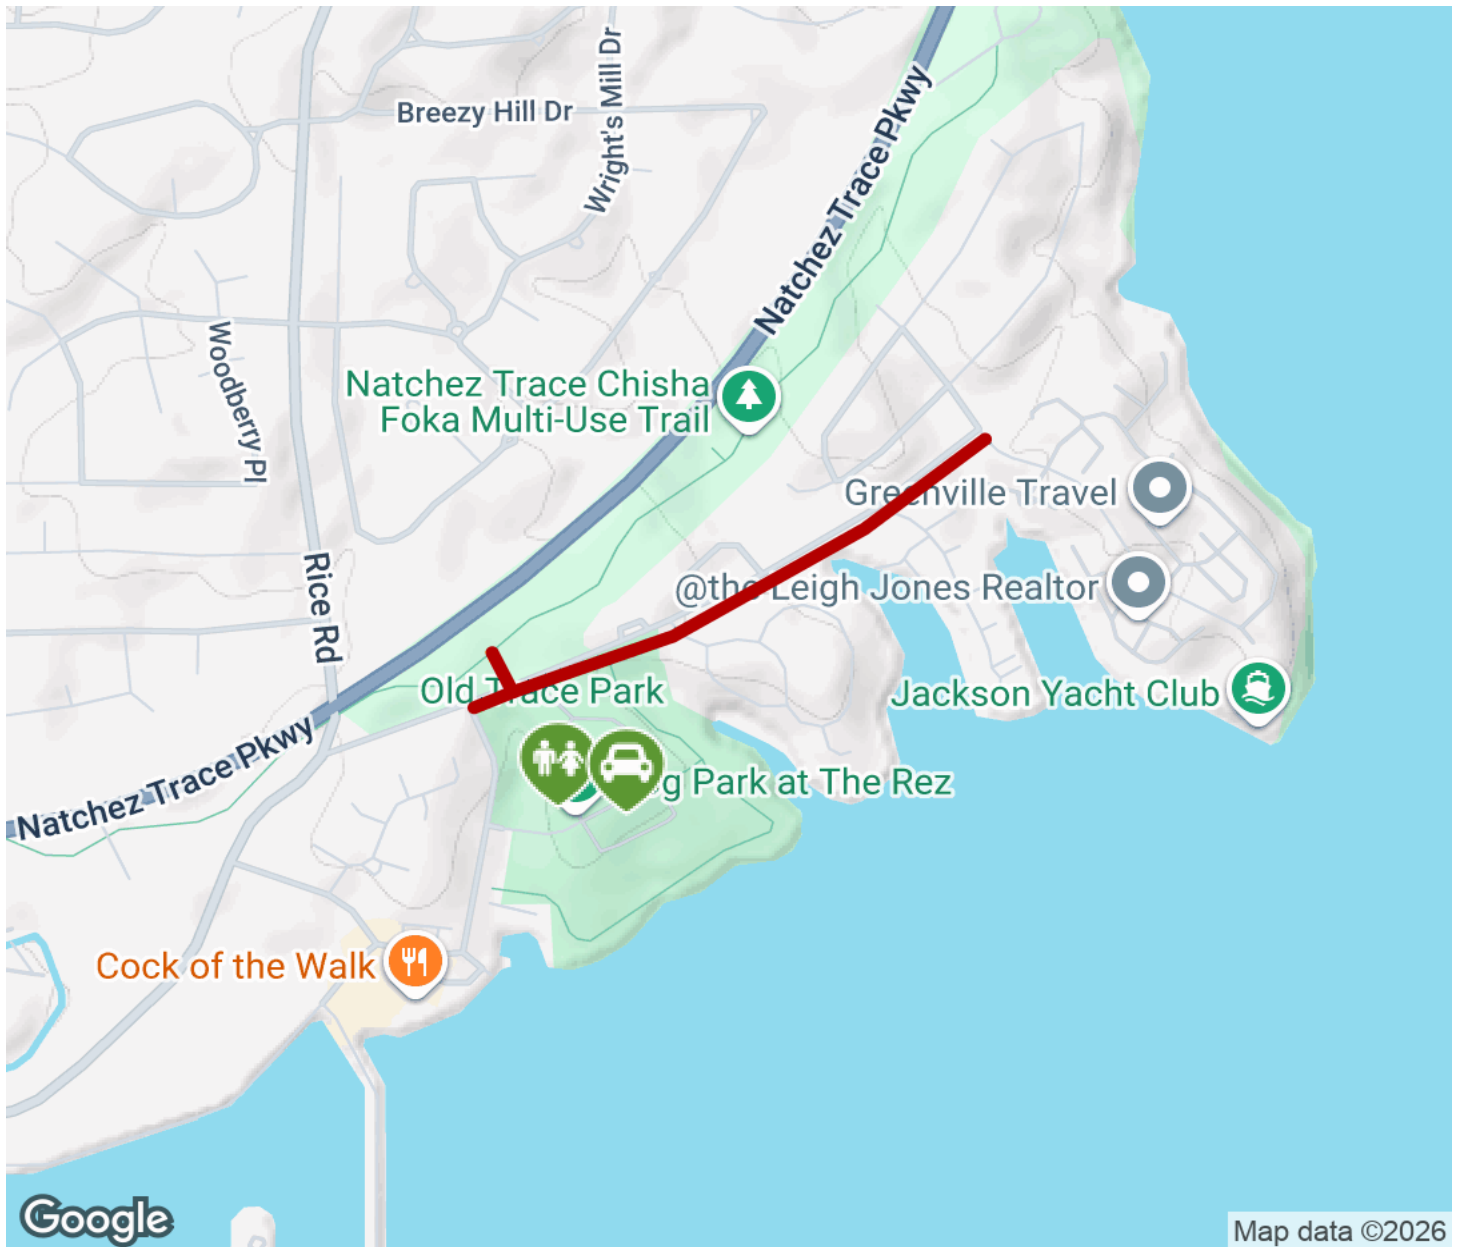 Breezy Hill Dr
Wright's Mill Dr
Natchez Trace Pkwy
Woodberry Pl
Natchez Trace Chisha
Foka Multi-Use Trail
Greenville Travel
Rice Rd
@the Leigh Jones Realtor
Old Trace Park
Jackson Yacht Club
Natchez Trace Pkwy
g Park at The Rez
Cock of the Walk
Google
Map data ©2026